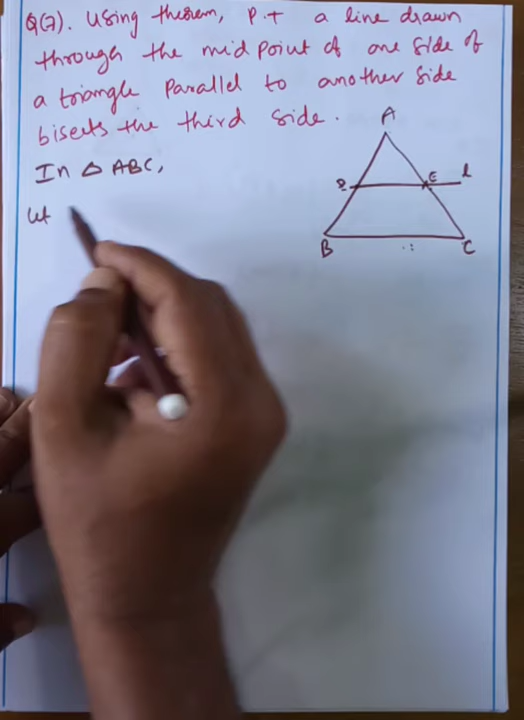 Q(7). Using theorem, P.T a line drawn
through the mid point of one side of
a triangle parallel to another side
bisects the third side.
In △ ABC,
Let
A
D E l
B C